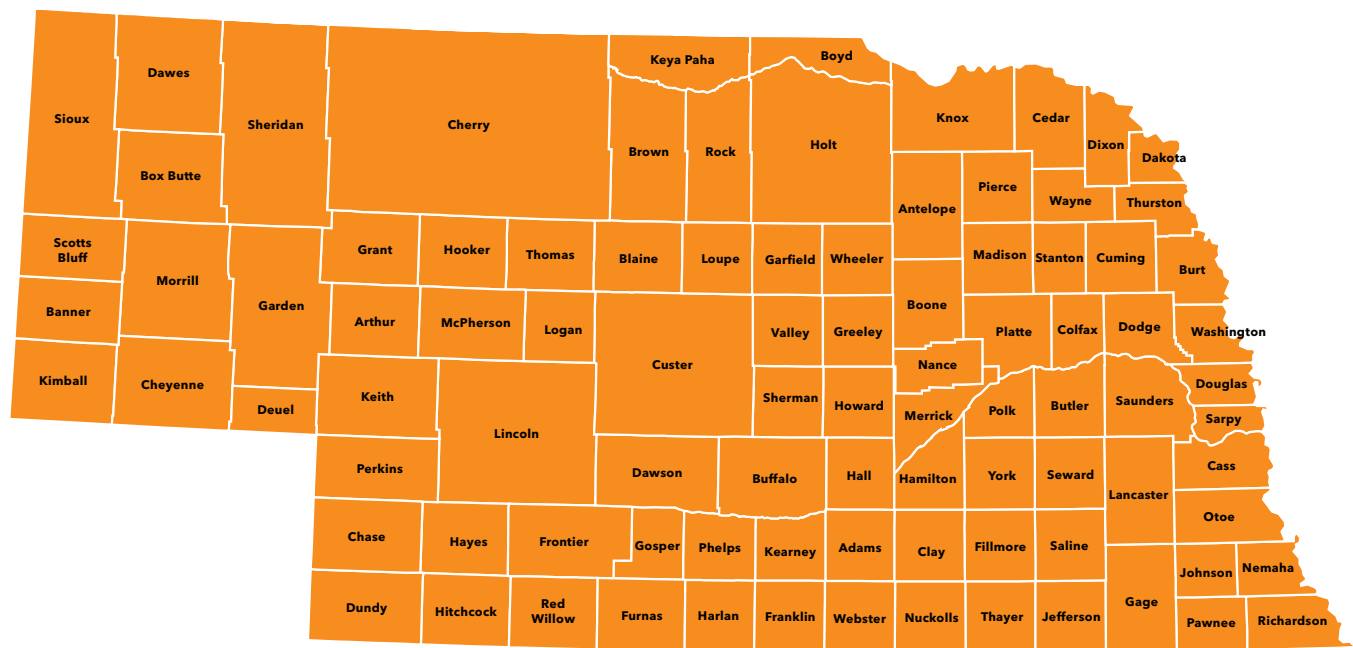 Keya Paha
Boyd
Dawes
Sioux
Sheridan
Cherry
Knox
Cedar
Dixon
Dakota
Brown
Rock
Holt
Box Butte
Pierce
Wayne
Thurston
Antelope
Scotts
Bluff
Grant
Hooker
Thomas
Blaine
Loupe
Garfield
Wheeler
Madison
Stanton
Cuming
Burt
Morrill
Garden
Banner
Arthur
McPherson
Logan
Valley
Greeley
Boone
Platte
Colfax
Dodge
Washington
Custer
Nance
Kimball
Cheyenne
Deuel
Keith
Sherman
Howard
Merrick
Polk
Butler
Saunders
Douglas
Sarpy
Lincoln
Perkins
Dawson
Buffalo
Hall
Hamilton
York
Seward
Lancaster
Cass
Otoe
Chase
Hayes
Frontier
Gosper
Phelps
Kearney
Adams
Clay
Fillmore
Saline
Johnson
Nemaha
Dundy
Hitchcock
Red
Willow
Furnas
Harlan
Franklin
Webster
Nuckolls
Thayer
Jefferson
Gage
Pawnee
Richardson